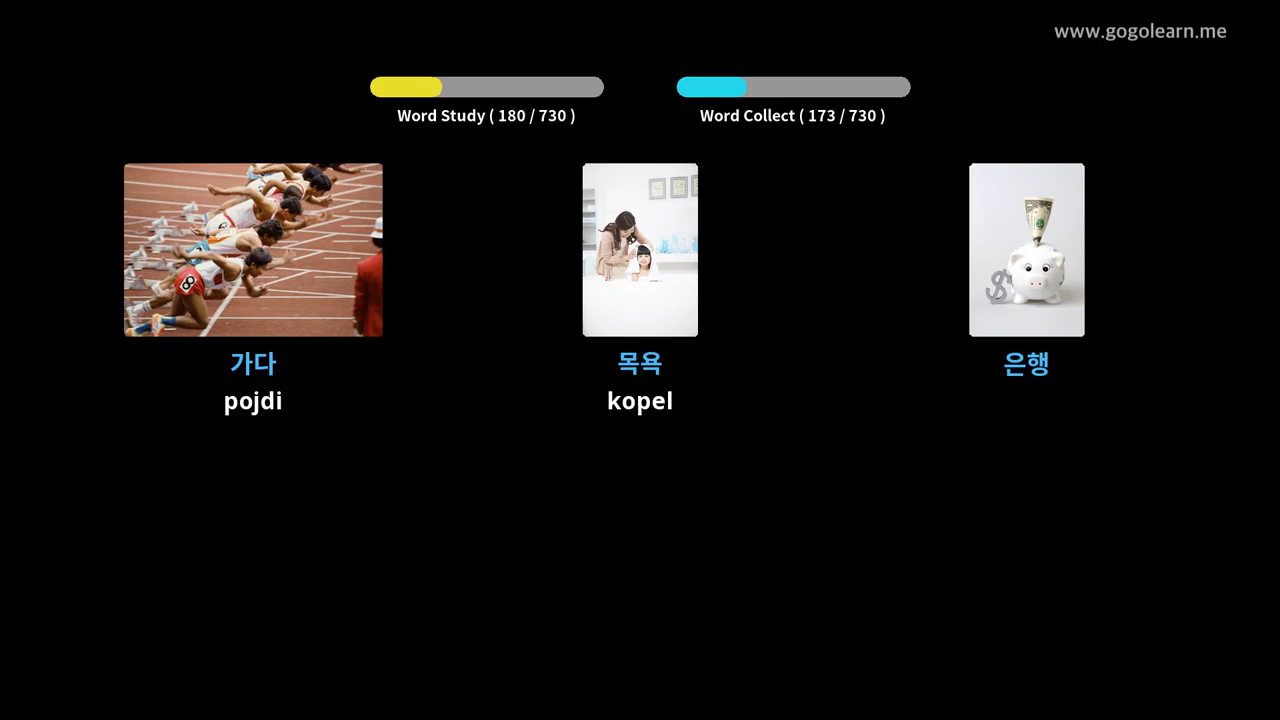 www.gogolearn.me
Word Study ( 180 / 730 )
Word Collect ( 173 / 730 )
8
$
가다
목욕
은행
pojdi
kopel